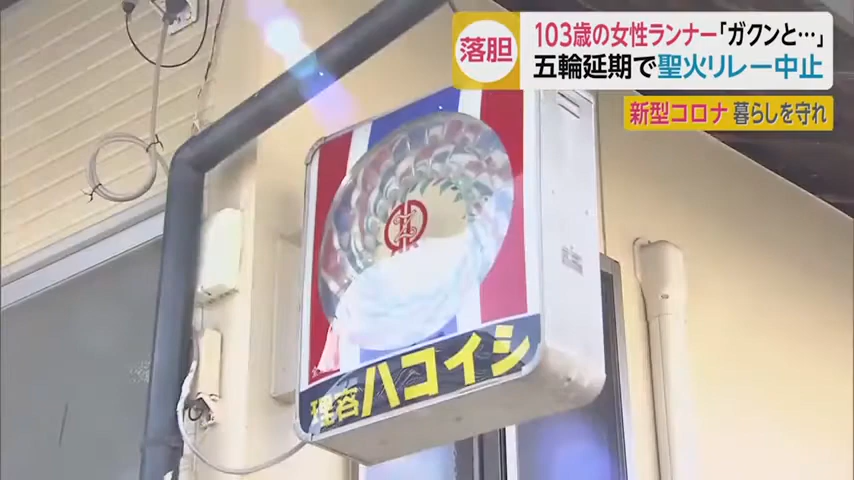 落胆
103歳の女性ランナー「ガクンと…」
五輪延期で聖火リレー中止
新型コロナ 暮らしを守れ
理容ハコイシ